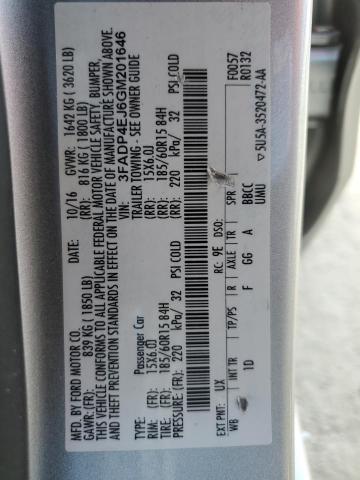 MFD. BY FORD MOTOR CO.
10/16 GVWR: 1642 KG ( 3620 LB)
GAWR: (FR): 839 KG (1850 LB) (RR): 816 KG (1800 LB)
THIS VEHICLE CONFORMS TO ALL APPLICABLE FEDERAL MOTOR VEHICLE SAFETY, BUMPER,
AND THEFT PREVENTION STANDARDS IN EFFECT ON THE DATE OF MANUFACTURE SHOWN ABOVE.
VIN: 3FADP4EJ6GM201646
Passenger Car TRAILER TOWING - SEE OWNER GUIDE
RIM: (FR): 15X6.0J (RR): 15X6.0J
TIRE: (FR): 185/60R15 84H (RR): 185/60R15 84H
PRESSURE: (FR): 220 kPa/ 32 PSI COLD (RR): 220 kPa/ 32 PSI COLD
F0057
R0132
EXT PNT: UX RC: 9E DSO:
WB INT TR TP/PS R AXLE TR SPR
1D F GG A BBCC
UMU
5U5A-3520472-AA